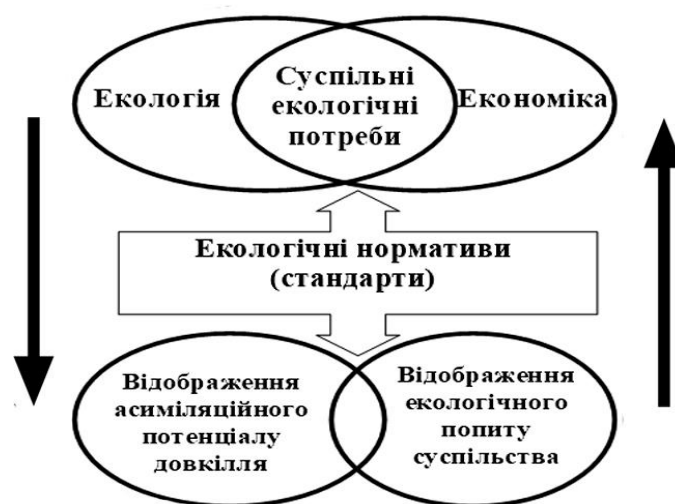 Екологія
Суспільні
екологічні
потреби
Економіка
Екологічні нормативи
(стандарти)
Відображення
асиміляційного
потенціалу
довкілля
Відображення
екологічного
попиту
суспільства